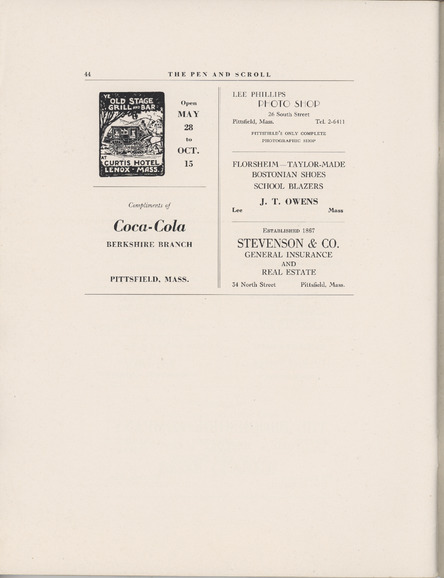 44
THE PEN AND SCROLL
YE
OLD STAGE
GRILL AND BAR
AT
CURTIS HOTEL
LENOX - MASS.
Open
MAY
28
to
OCT.
15
Compliments of
Coca-Cola
BERKSHIRE BRANCH
PITTSFIELD, MASS.
LEE PHILLIPS
PHOTO SHOP
26 South Street
Pittsfield, Mass. Tel. 2-6411
PITTSFIELD'S ONLY COMPLETE
PHOTOGRAPHIC SHOP
FLORSHEIM—TAYLOR-MADE
BOSTONIAN SHOES
SCHOOL BLAZERS
J. T. OWENS
Lee Mass
ESTABLISHED 1867
STEVENSON & CO.
GENERAL INSURANCE
AND
REAL ESTATE
54 North Street Pittsfield, Mass.